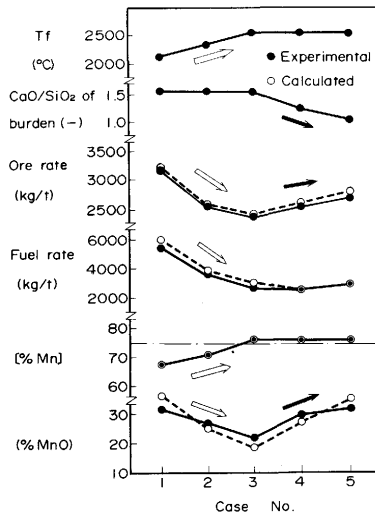 Tf
(°C)
2500
2000
● Experimental
○ Calculated
CaO/SiO₂ of
burden (–)
1.5
1.0
Ore rate
(kg/t)
3500
3000
2500
Fuel rate
(kg/t)
6000
4000
2000
[% Mn]
80
70
60
(% MnO)
30
20
10
1 2 3 4 5
Case No.